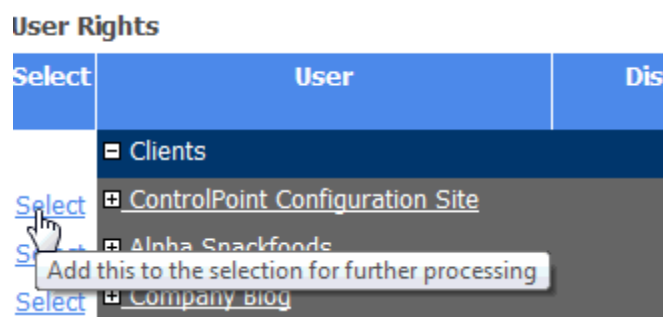 User Rights
Select User Dis
Clients
Select ControlPoint Configuration Site
Alpha Snackfoods
Add this to the selection for further processing
Select Company Blog